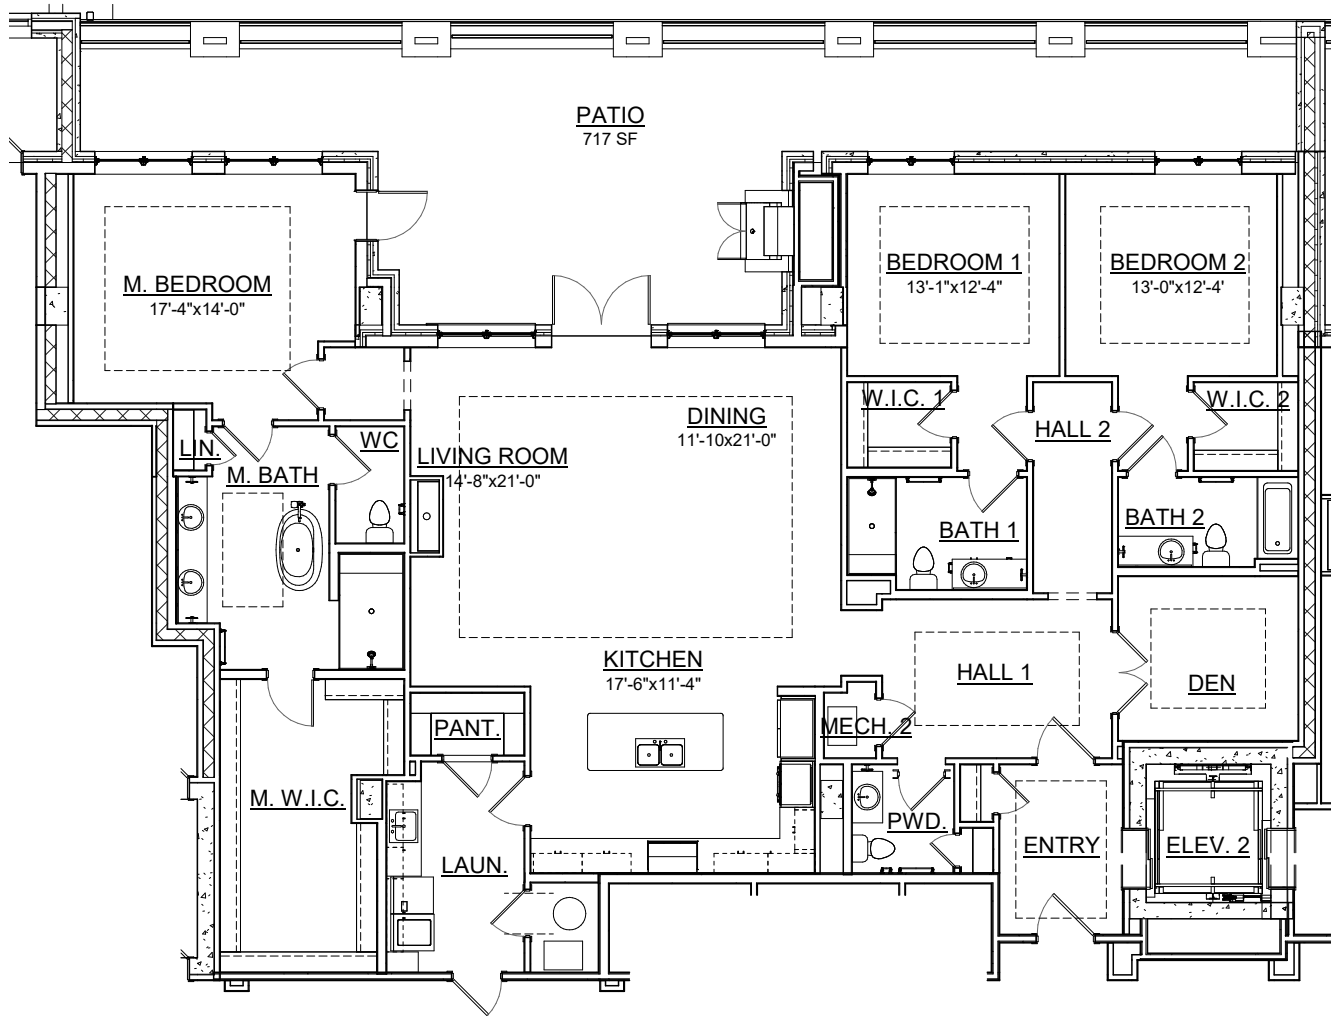 PATIO
717 SF
M. BEDROOM
17'-4"x14'-0"
BEDROOM 1
13'-1"x12'-4"
BEDROOM 2
13'-0"x12'-4'
W.I.C. 1
W.I.C. 2
HALL 2
DINING
11'-10x21'-0"
LIVING ROOM
14'-8"x21'-0"
WC
LIN.
M. BATH
BATH 1
BATH 2
KITCHEN
17'-6"x11'-4"
HALL 1
DEN
PANT.
MECH. 2
M. W.I.C.
PWD.
LAUN.
ENTRY
ELEV. 2